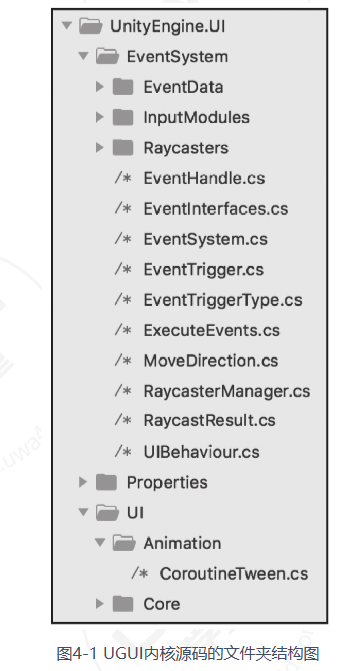 UnityEngine.UI
EventSystem
EventData
InputModules
Raycasters
/* EventHandle.cs
/* EventInterfaces.cs
/* EventSystem.cs
/* EventTrigger.cs
/* EventTriggerType.cs
/* ExecuteEvents.cs
/* MoveDirection.cs
/* RaycasterManager.cs
/* RaycastResult.cs
/* UIBehaviour.cs
Properties
UI
Animation
/* CoroutineTween.cs
Core
图4-1 UGUI内核源码的文件夹结构图